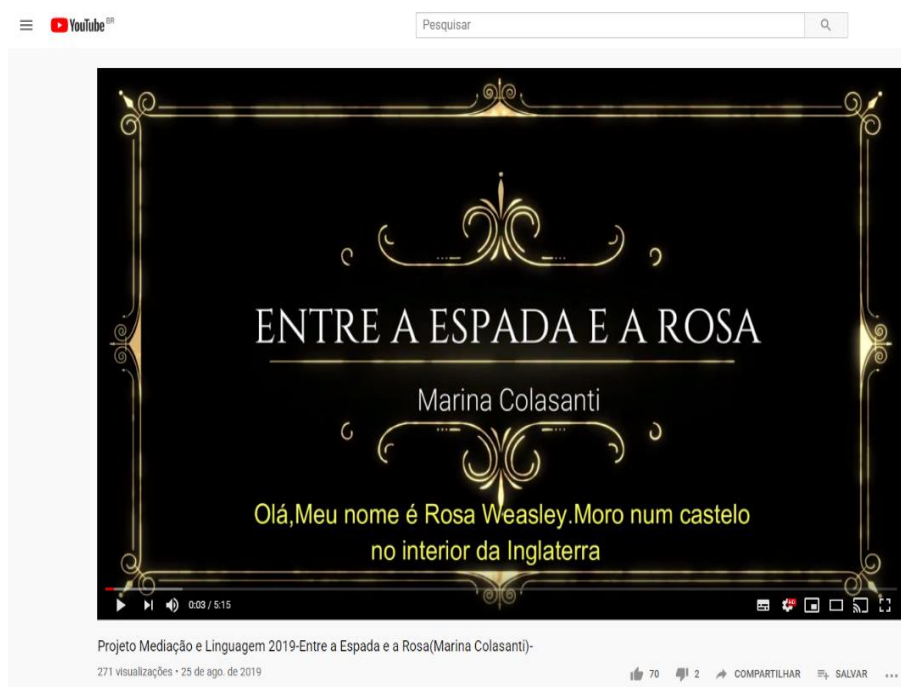 YouTube BR
Pesquisar
ENTRE A ESPADA E A ROSA
Marina Colasanti
Olá,Meu nome é Rosa Weasley.Moro num castelo
no interior da Inglaterra
0:03 / 5:15
HD
Projeto Mediação e Linguagem 2019-Entre a Espada e a Rosa(Marina Colasanti)-
271 visualizações • 25 de ago. de 2019
70 2 COMPARTILHAR SALVAR